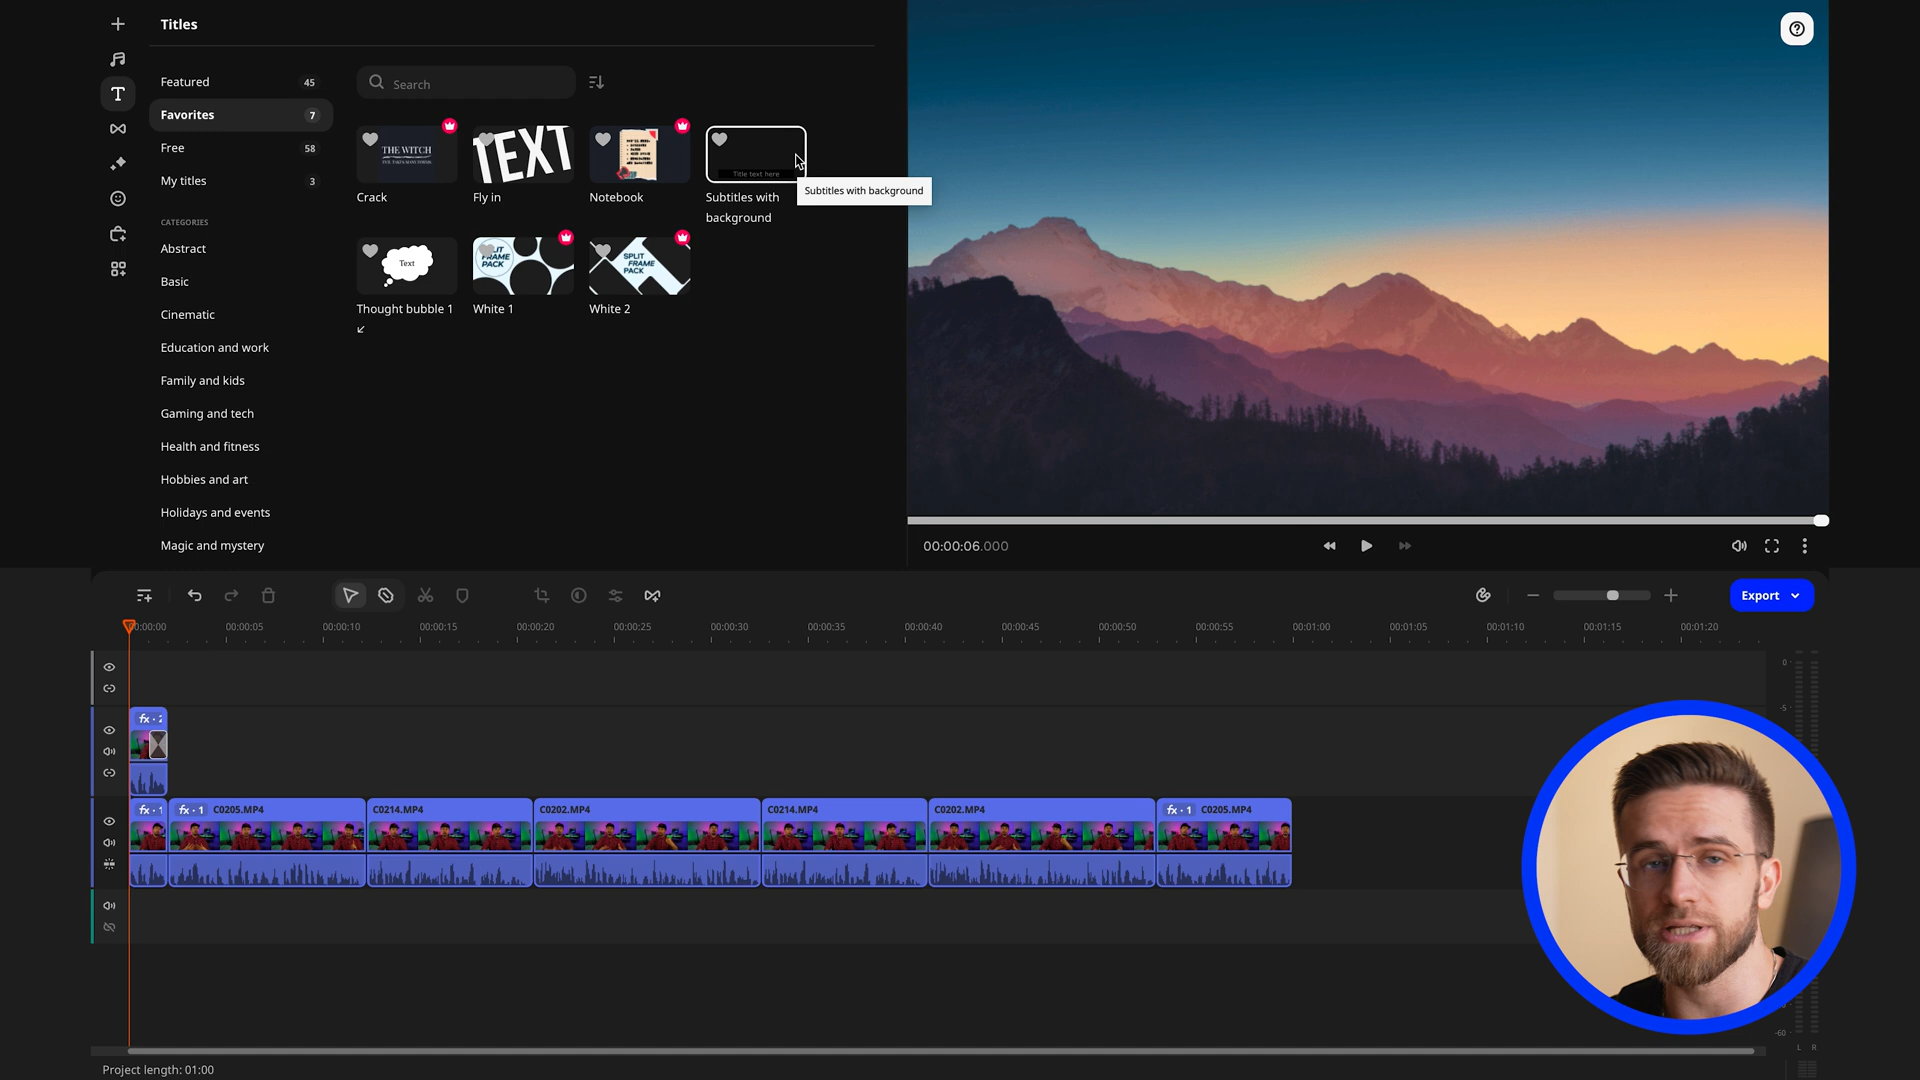 Titles
Featured 45
Favorites 7
Free 58
My titles 3
CATEGORIES
Abstract
Basic
Cinematic
Education and work
Family and kids
Gaming and tech
Health and fitness
Hobbies and art
Holidays and events
Magic and mystery
Search
THE WITCH
TEXT
Title text here
Crack
Fly in
Notebook
Subtitles with
background
Subtitles with background
Text
SPLIT
FRAME
PACK
SPLIT
FRAME
PACK
Thought bubble 1
White 1
White 2
00:00:06.000
Export
00:00:00
00:00:05
00:00:10
00:00:15
00:00:20
00:00:25
00:00:30
00:00:35
00:00:40
00:00:45
00:00:50
00:00:55
00:01:00
00:01:05
00:01:10
00:01:15
00:01:20
0
-5
fx · 2
fx · 1
fx · 1 C0205.MP4
C0214.MP4
C0202.MP4
C0214.MP4
C0202.MP4
fx · 1 C0205.MP4
-60
L R
Project length: 01:00